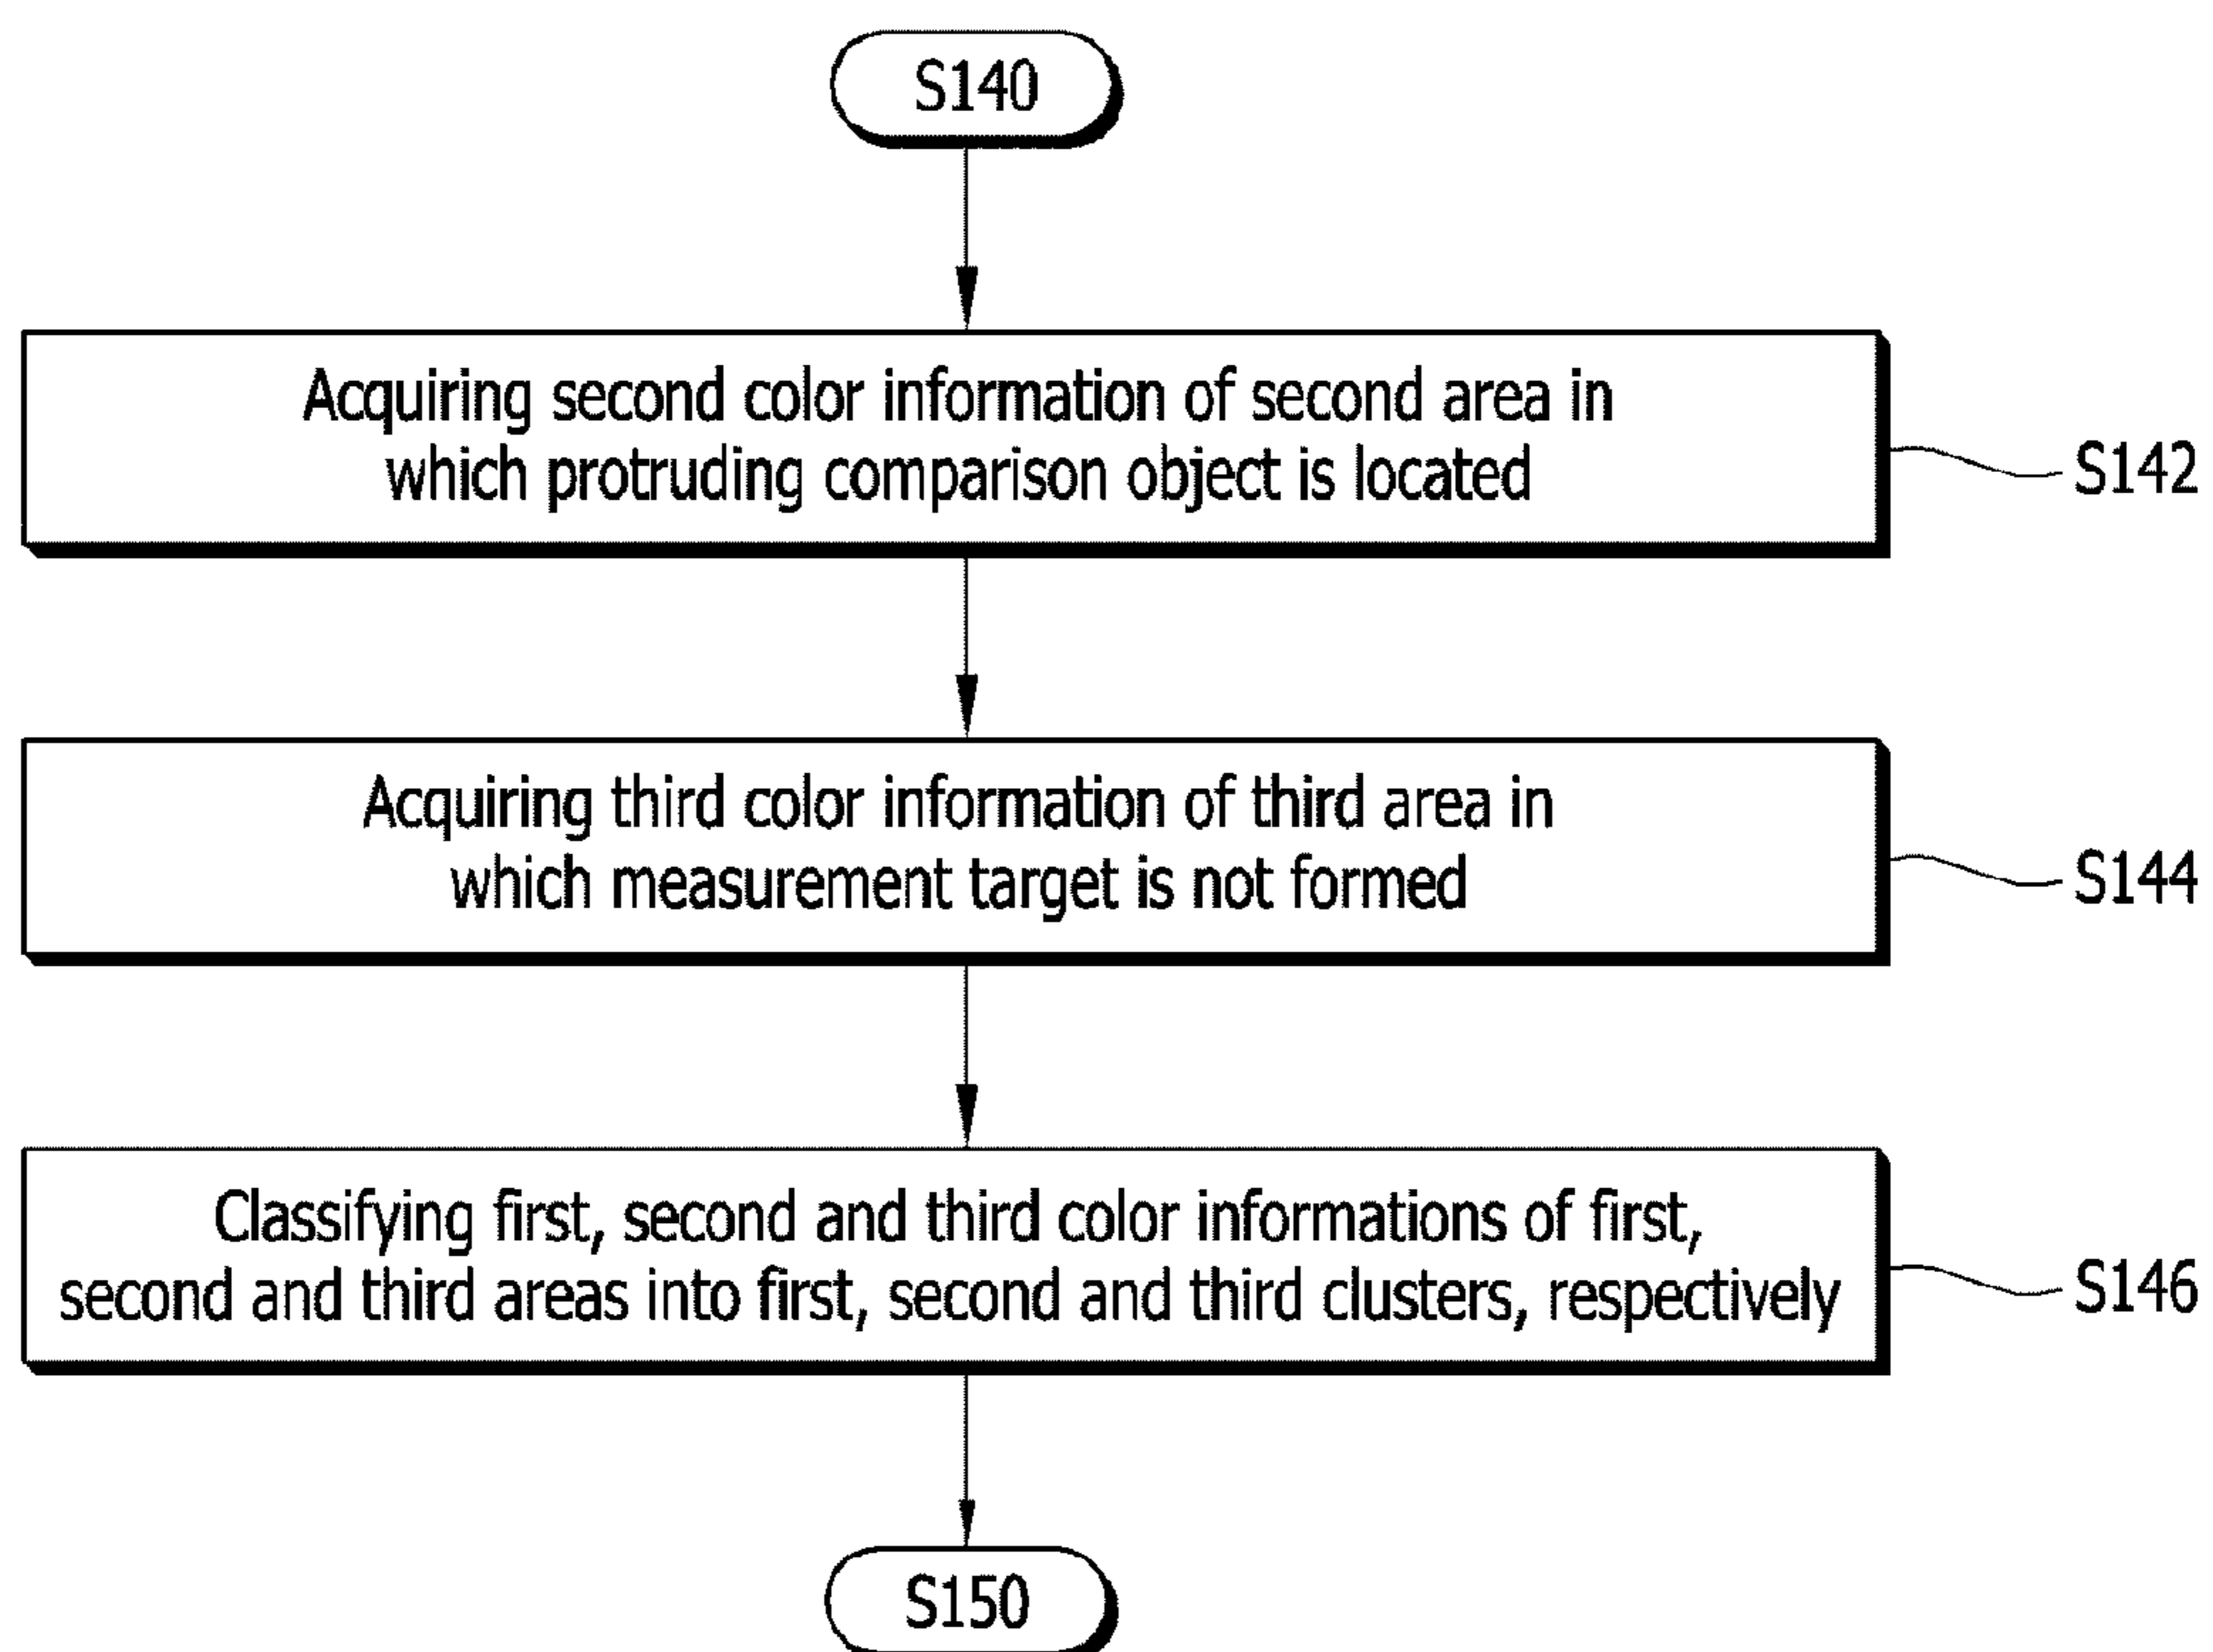 S140
Acquiring second color information of second area in
which protruding comparison object is located
S142
Acquiring third color information of third area in
which measurement target is not formed
S144
Classifying first, second and third color informations of first,
second and third areas into first, second and third clusters, respectively
S146
S150